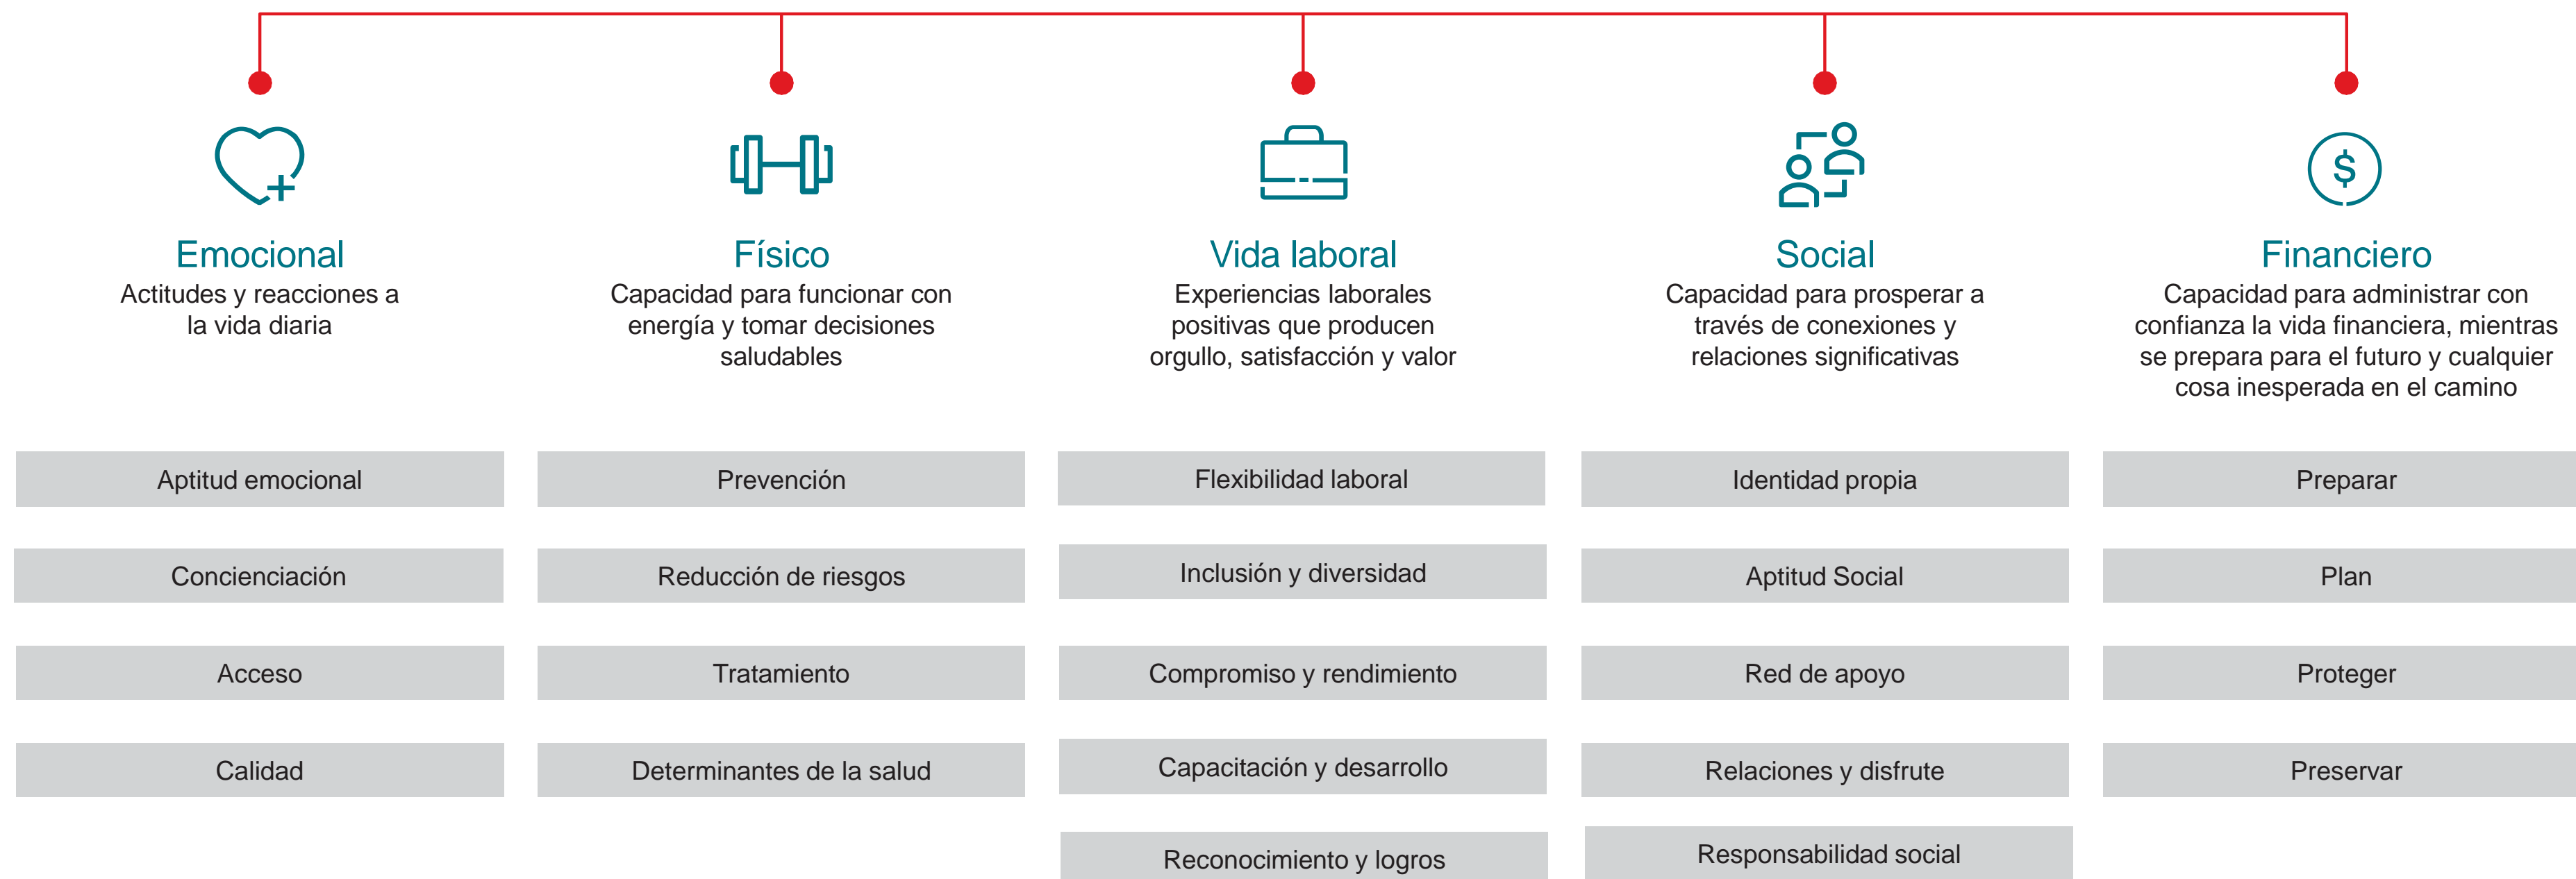 Emocional
Actitudes y reacciones a
la vida diaria
Aptitud emocional
Concienciación
Acceso
Calidad
Físico
Capacidad para funcionar con
energía y tomar decisiones
saludables
Prevención
Reducción de riesgos
Tratamiento
Determinantes de la salud
Vida laboral
Experiencias laborales
positivas que producen
orgullo, satisfacción y valor
Flexibilidad laboral
Inclusión y diversidad
Compromiso y rendimiento
Capacitación y desarrollo
Reconocimiento y logros
Social
Capacidad para prosperar a
través de conexiones y
relaciones significativas
Identidad propia
Aptitud Social
Red de apoyo
Relaciones y disfrute
Responsabilidad social
$
Financiero
Capacidad para administrar con
confianza la vida financiera, mientras
se prepara para el futuro y cualquier
cosa inesperada en el camino
Preparar
Plan
Proteger
Preservar